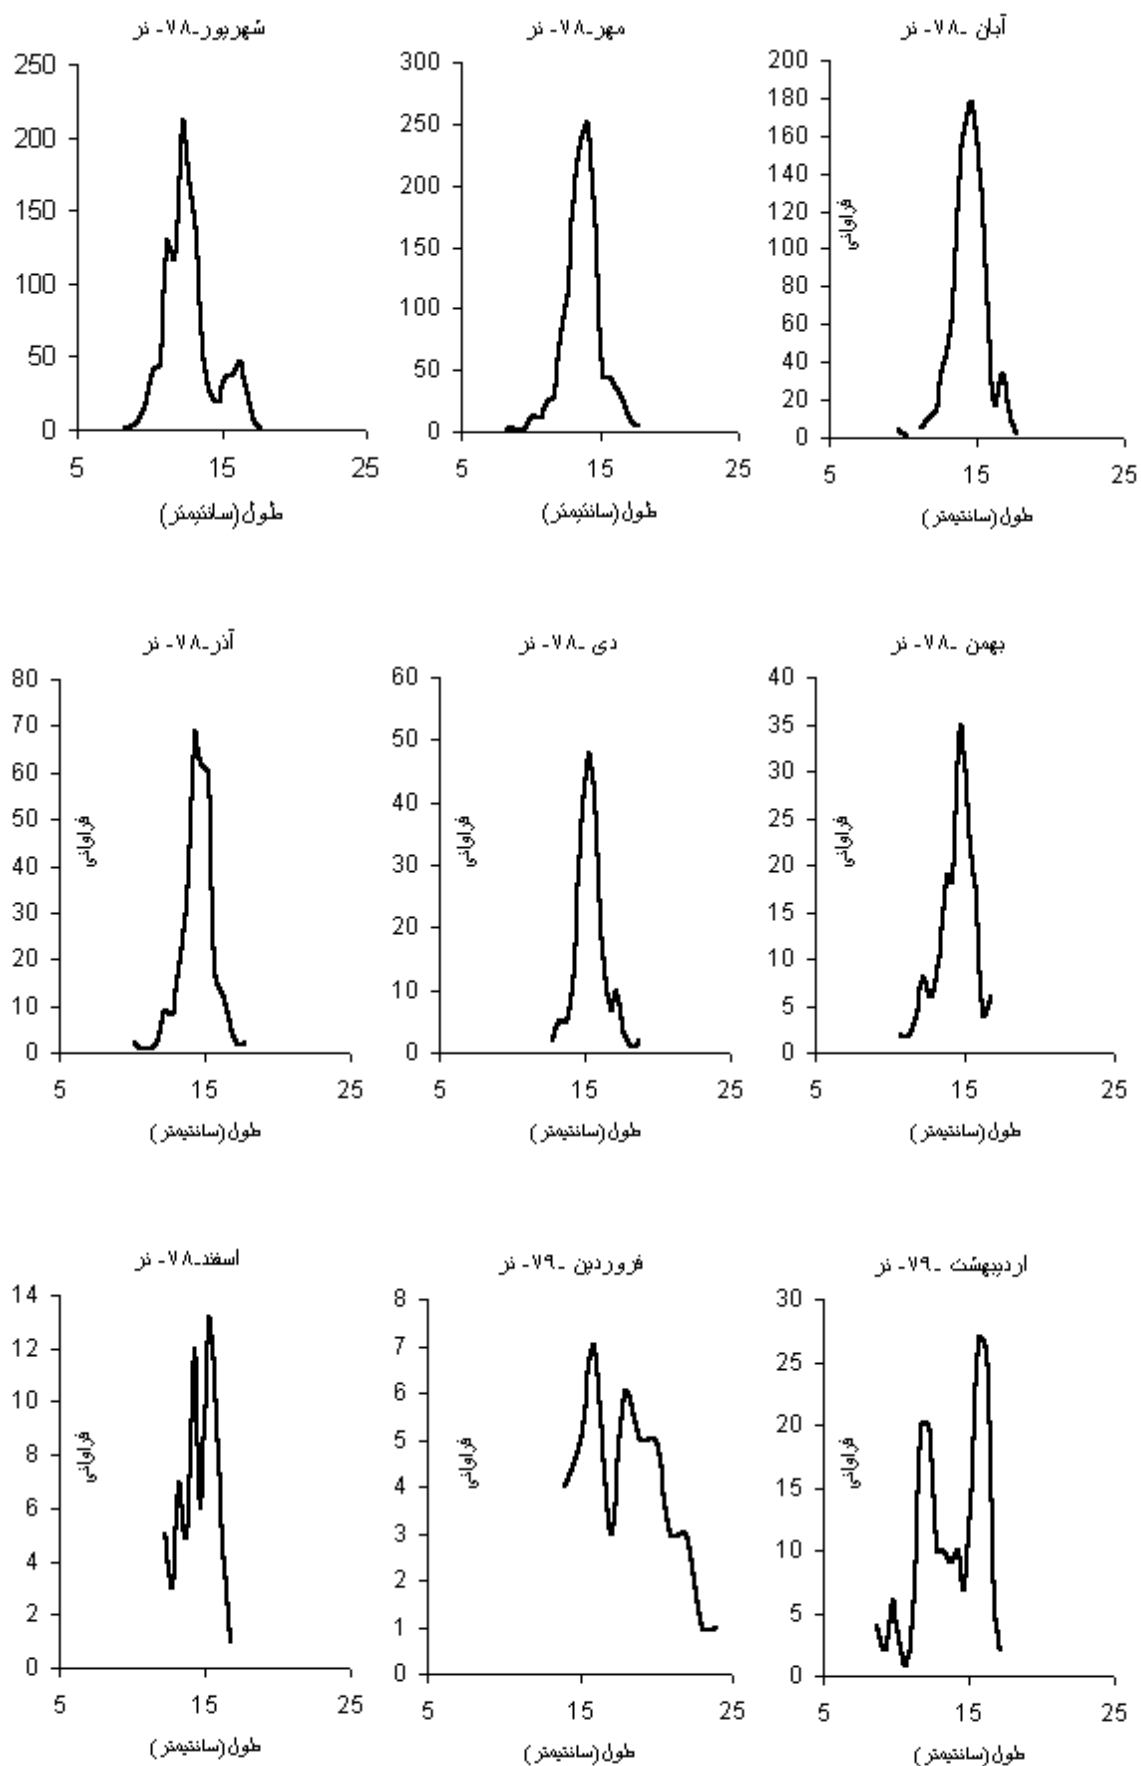 شهریور-۷۸- نر
250
200
150
100
50
0
5 15 25
طول(سانتیمتر)
مهر-۷۸- نر
300
250
200
150
100
50
0
5 15 25
طول(سانتیمتر)
آبان -۷۸- نر
200
180
160
140
120
100
80
60
40
20
0
فراوانی
5 15 25
طول(سانتیمتر)
آذر-۷۸- نر
80
70
60
50
40
30
20
10
0
فراوانی
5 15 25
طول(سانتیمتر)
دی -۷۸- نر
60
50
40
30
20
10
0
فراوانی
5 15 25
طول(سانتیمتر)
بهمن -۷۸- نر
40
35
30
25
20
15
10
5
0
فراوانی
5 15 25
طول(سانتیمتر)
اسفند-۷۸- نر
14
12
10
8
6
4
2
0
فراوانی
5 15 25
طول(سانتیمتر)
فروردین -۷۹- نر
8
7
6
5
4
3
2
1
0
فراوانی
5 15 25
طول(سانتیمتر)
اردیبهشت -۷۹- نر
30
25
20
15
10
5
0
فراوانی
5 15 25
طول(سانتیمتر)